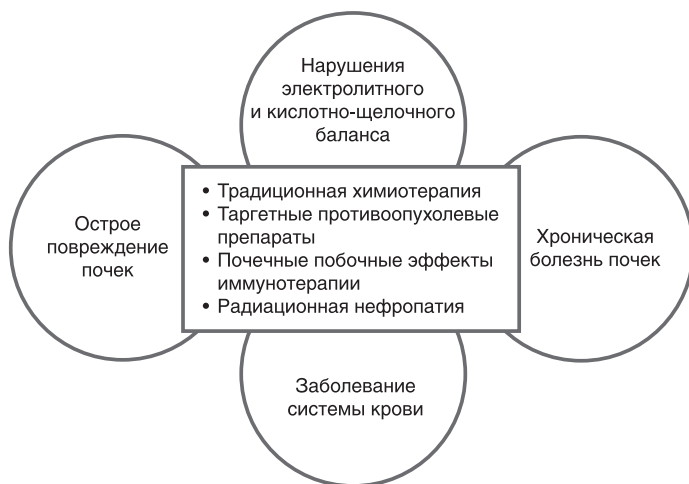 Нарушения
электролитного
и кислотно-щелочного
баланса
Острое
повреждение
почек
• Традиционная химиотерапия
• Таргетные противоопухолевые
препараты
• Почечные побочные эффекты
иммунотерапии
• Радиационная нефропатия
Хроническая
болезнь почек
Заболевание
системы крови